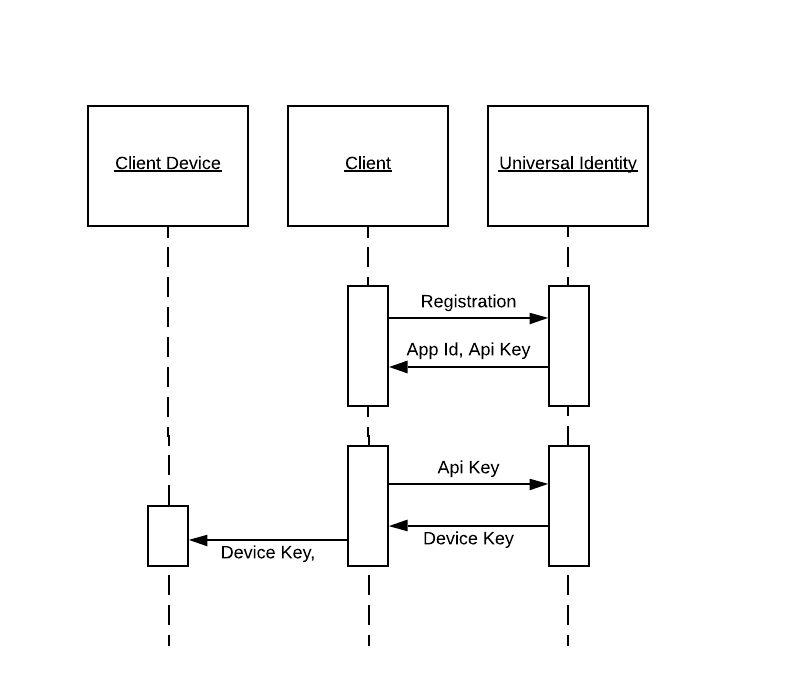 Client Device
Client
Universal Identity
Registration
App Id, Api Key
Api Key
Device Key
Device Key,